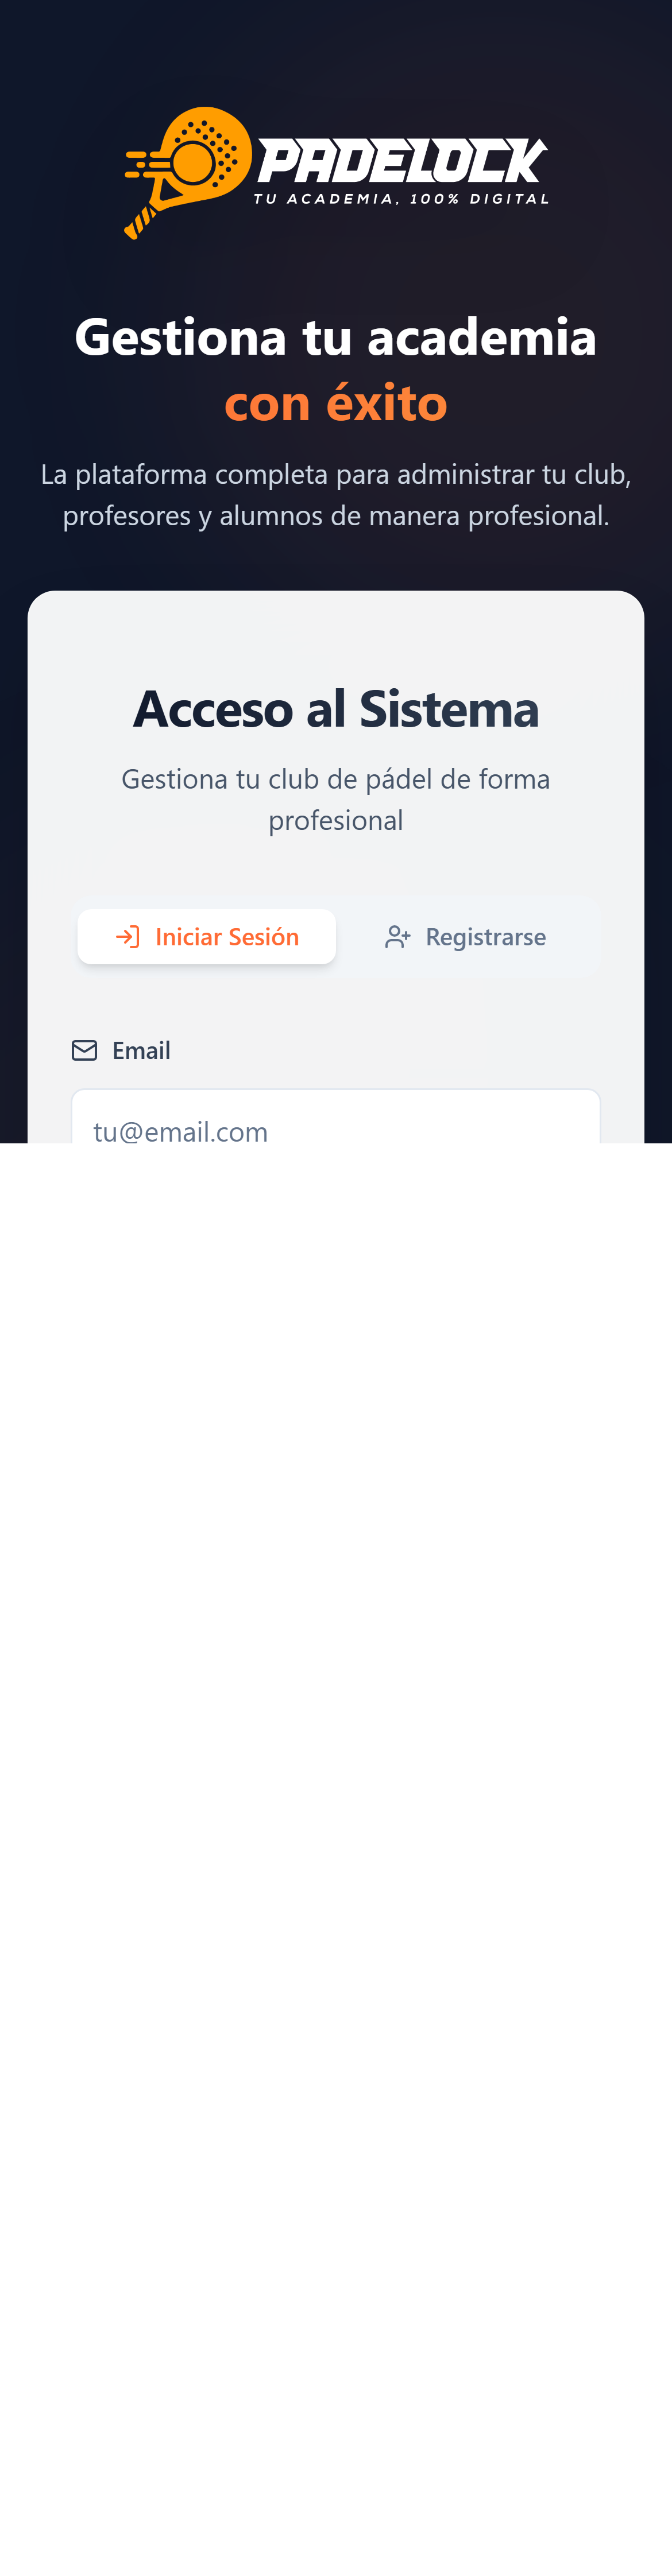 PADELOCK
TU ACADEMIA, 100% DIGITAL
Gestiona tu academia
con éxito
La plataforma completa para administrar tu club,
profesores y alumnos de manera profesional.
Acceso al Sistema
Gestiona tu club de pádel de forma
profesional
Iniciar Sesión
Registrarse
Email
tu@email.com